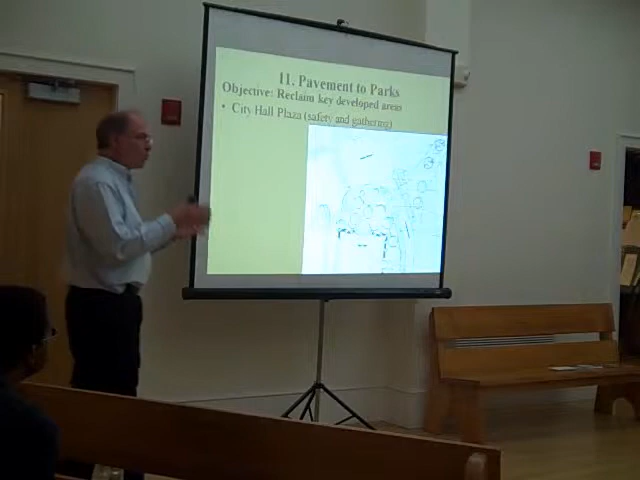 11. Pavement to Parks
Objective: Reclaim key developed areas
• City Hall Plaza (safety and gathering)